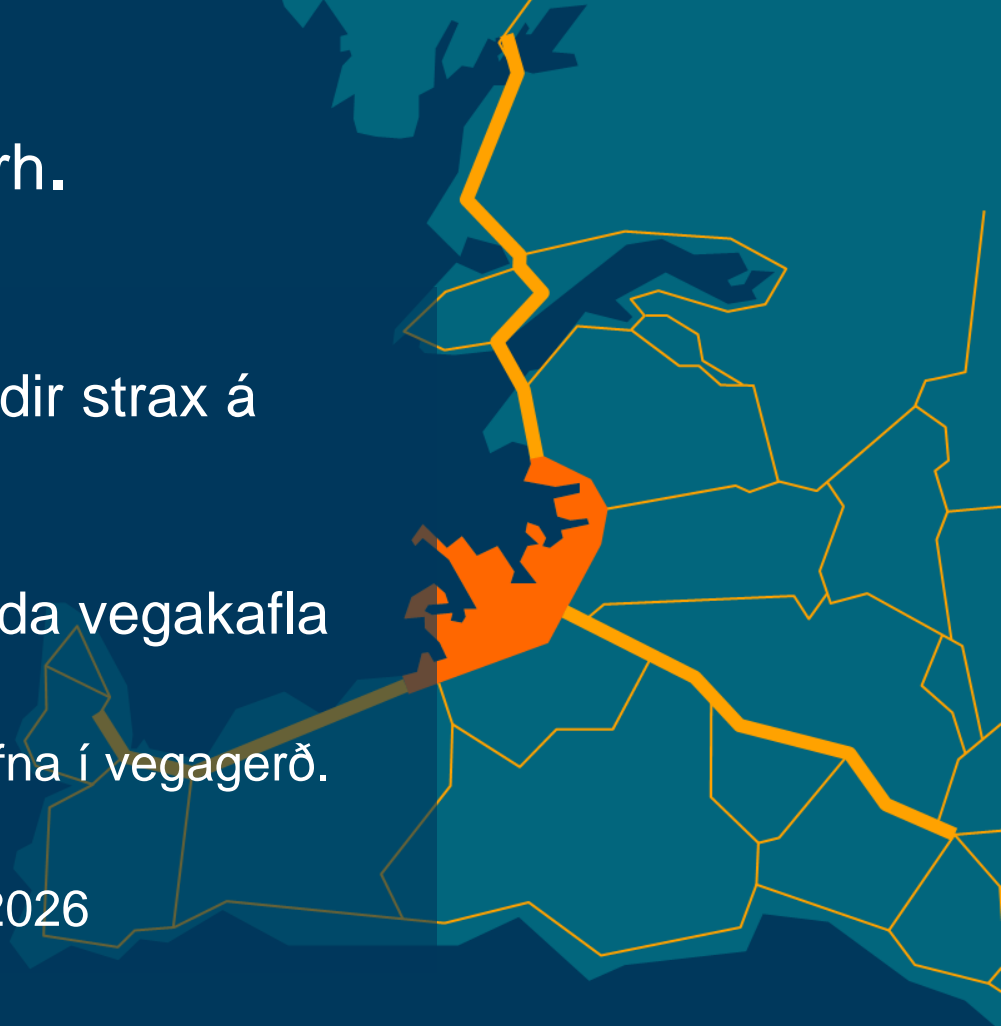 rh.
dir strax á
da vegakafla
fna í vegagerð.
2026